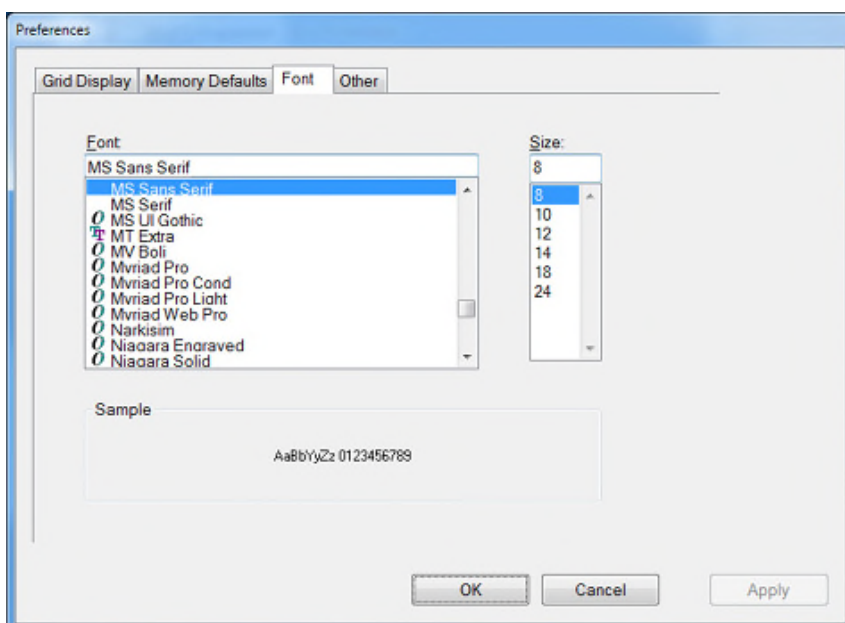 Preferences
Grid Display Memory Defaults Font Other
Font
MS Sans Serif
MS Sans Serif
MS Serif
MS UI Gothic
MT Extra
MV Boli
Myriad Pro
Myriad Pro Cond
Myriad Pro Light
Myriad Web Pro
Narkisim
Niagara Engraved
Niagara Solid
Size:
8
8
10
12
14
18
24
Sample
AaBbYyZz 0123456789
OK Cancel Apply